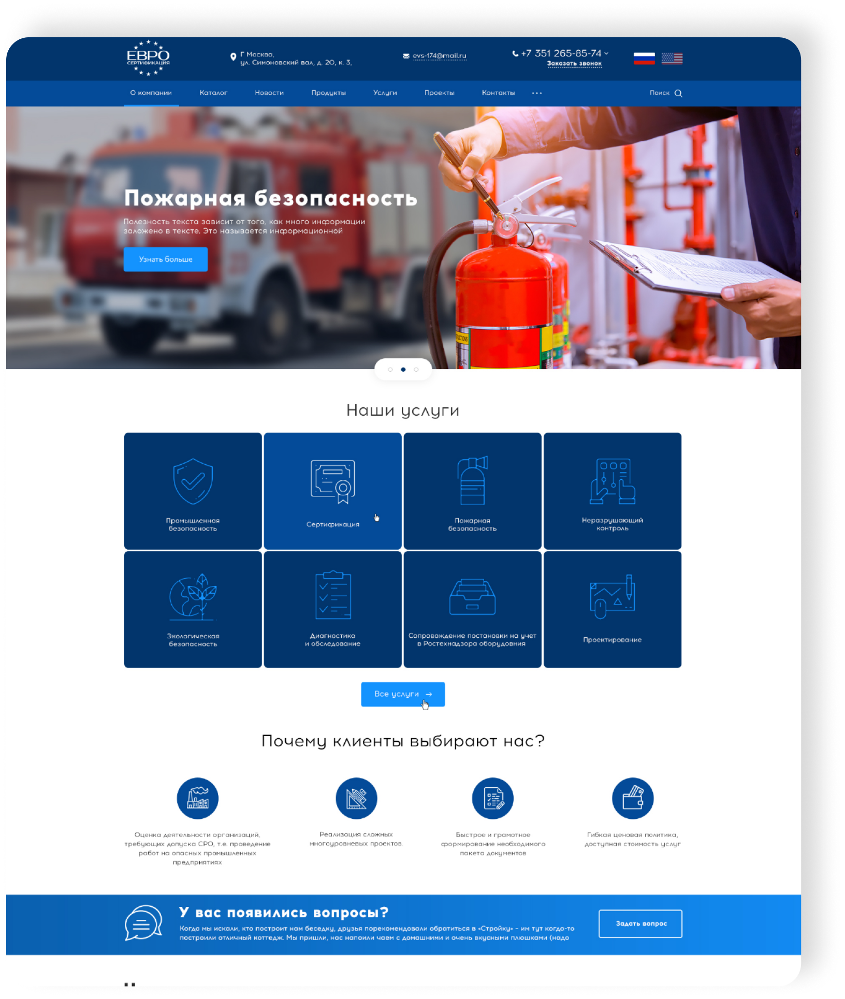 ЕВРО
СЕРТИФИКАЦИЯ
Г Москва,
ул. Симоновский вал, д. 20, к. 3,
evs-174@mail.ru
+7 351 265-85-74
Заказать звонок
О компании Каталог Новости Продукты Услуги Проекты Контакты ••• Поиск
Пожарная безопасность
Полезность текста зависит от того, как много информации
заложено в тексте. Это называется информационной
Узнать больше
Наши услуги
Промышленная
безопасность
Сертификация
Пожарная
безопасность
Неразрушающий
контроль
Экологическая
безопасность
Диагностика
и обследование
Сопровождение постановки на учет
в Ростехнадзора оборудовния
Проектирование
Все услуги →
Почему клиенты выбирают нас?
Оценка деятельности организаций,
требующих допуска СРО, т.е. проведение
работ на опасных промышленных
предприятиях
Реализация сложных
многоуровневых проектов.
Быстрое и грамотное
формирование необходимого
пакета документов
Гибкая ценовая политика,
доступная стоимость услуг
У вас появились вопросы?
Когда мы искали, кто построит нам беседку, друзья порекомендовали обратиться в «Стройку» – им тут когда-то
построили отличный коттедж. Мы пришли, нас напоили чаем с домашними и очень вкусными плюшками (надо
Задать вопрос